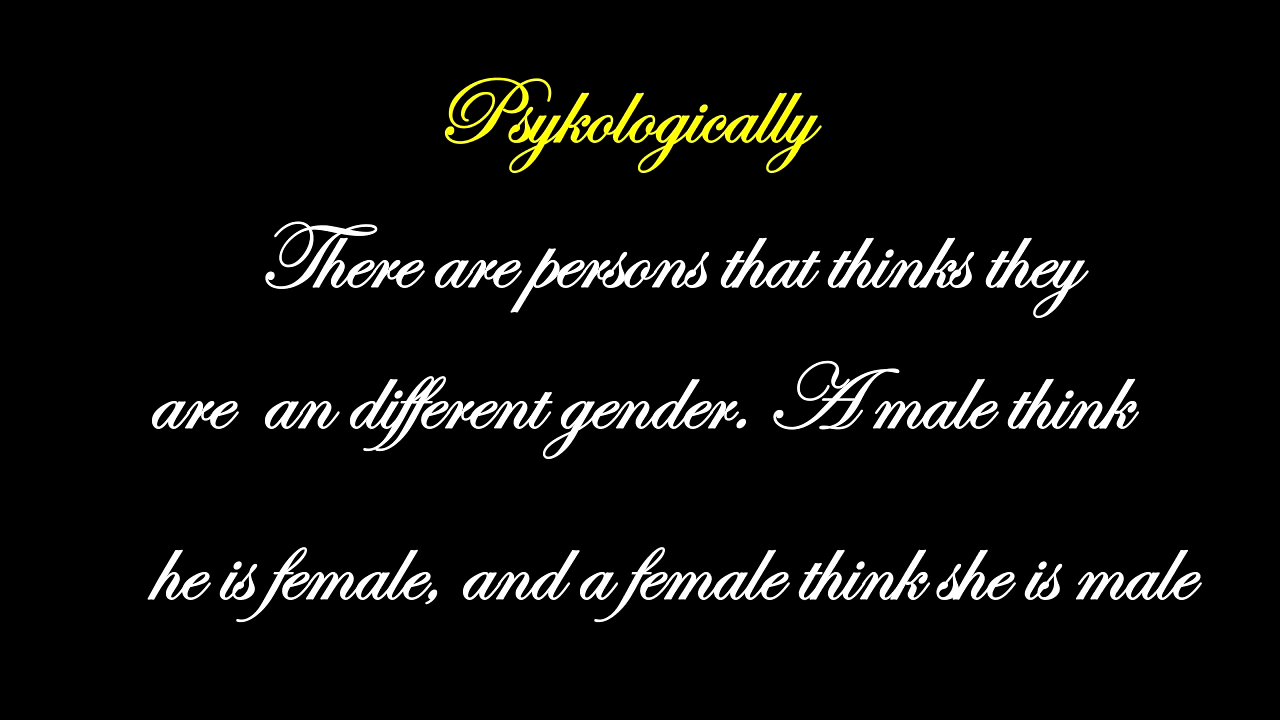 Psykologically
There are persons that thinks they
are an different gender. A male think
he is female, and a female think she is male